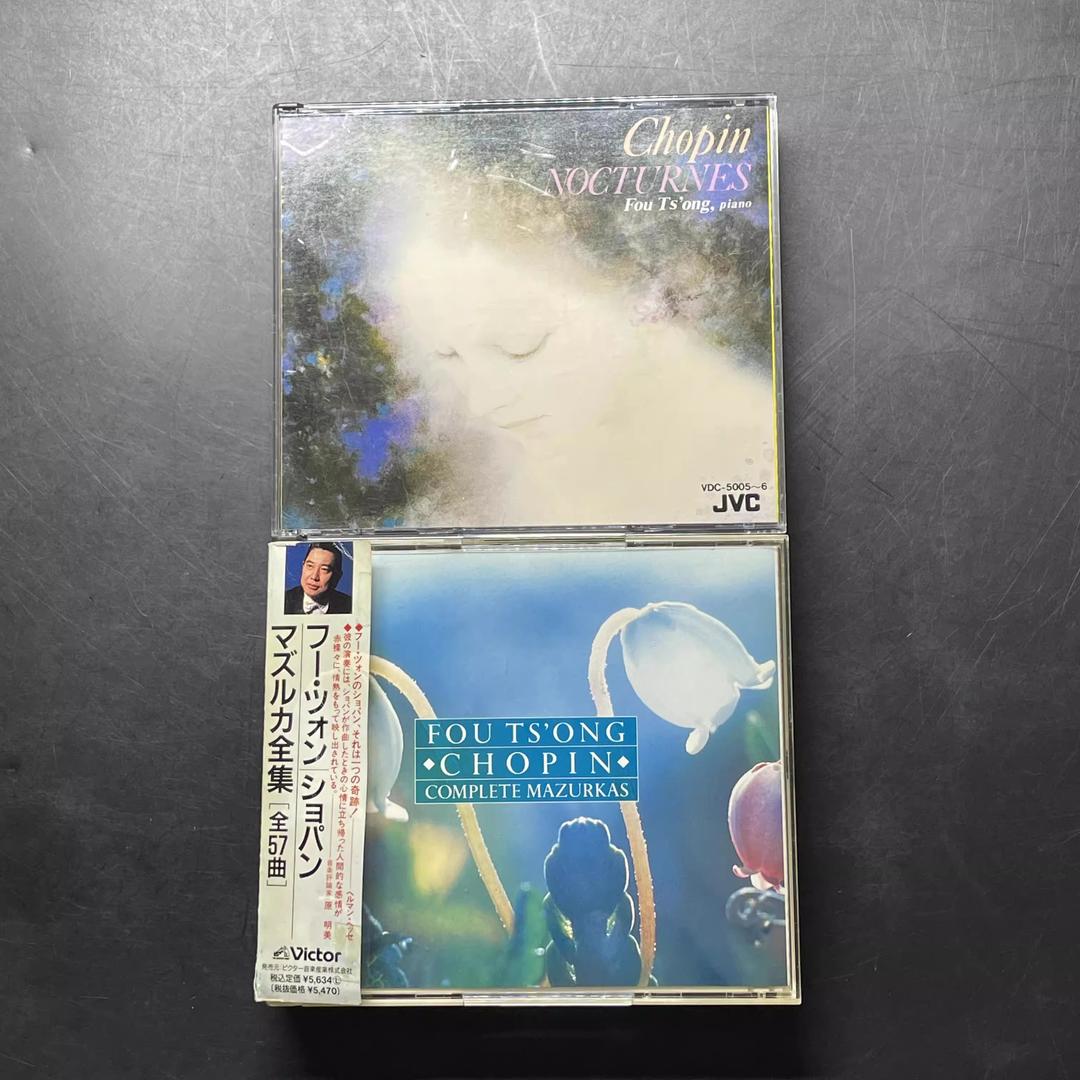 Chopin
NOCTURNES
Fou Ts'ong, piano
VDC-5005~6
JVC
フー・ツォン ショパン
マズルカ全集[全57曲]
◆フー・ツォンのショパン、それは一つの奇跡!
ヘルマン・ヘッセ
◆彼の演奏には、ショパンが作曲したときの心情に立ち帰った人間的な感情が
赤裸々に、情熱をもって映し出されている。
音楽評論家 原 明美
Victor
発売元:ビクター音楽産業株式会社
税込定価 ¥5,634
(税抜価格 ¥5,470)
FOU TS'ONG
◆CHOPIN◆
COMPLETE MAZURKAS